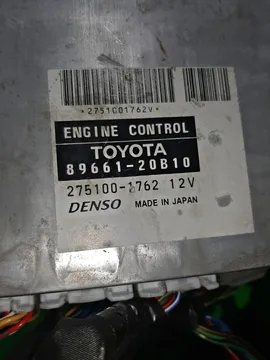 *2751001762V*
ENGINE CONTROL
TOYOTA
89661-20B10
275100-1762 12V
DENSO MADE IN JAPAN